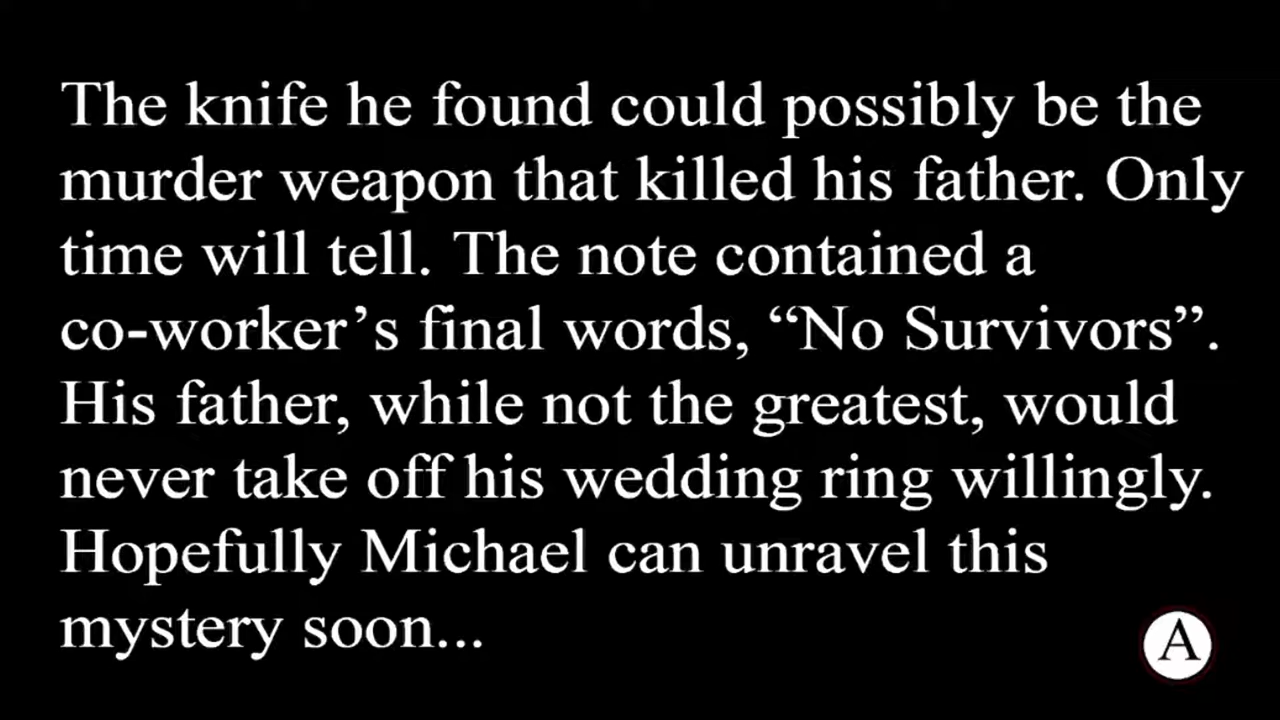 The knife he found could possibly be the
murder weapon that killed his father. Only
time will tell. The note contained a
co-worker’s final words, “No Survivors”.
His father, while not the greatest, would
never take off his wedding ring willingly.
Hopefully Michael can unravel this
mystery soon...
A